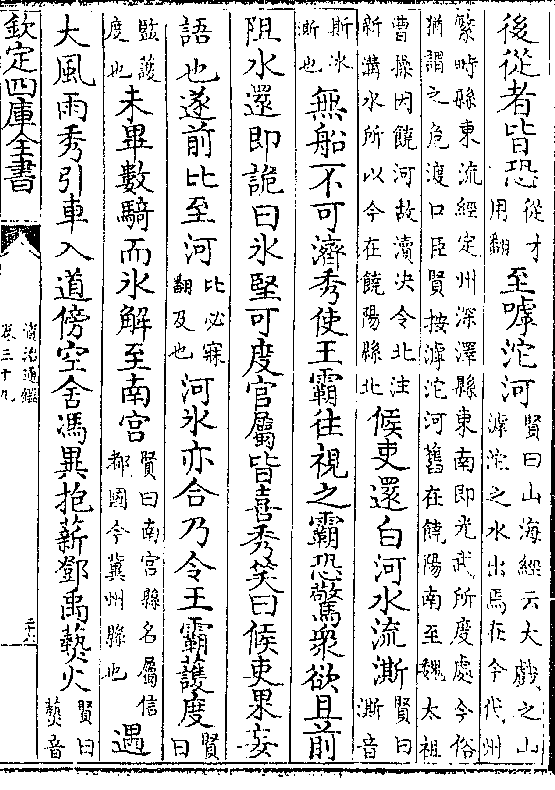 後從者皆恐從才用翻至嘑沱河賢曰山海經云大戲之山滹沱之水出焉在今代州
繁畤縣東流經定州深澤縣東南即光武所度處今俗猶謂之危渡口臣賢按滹沱河舊在饒陽南至魏太祖
曹操因饒河故瀆決令北注新溝水所以今在饒陽縣北候吏還白河水流澌賢曰澌音
斯冰澌也無船不可濟秀使王霸往視之霸恐驚衆欲且前
阻水還即詭曰氷堅可度官屬皆喜秀笑曰候吏果妄
語也遂前比至河比必寐翻及也河氷亦合乃令王霸護度賢曰
監護度也未畢數騎而氷解至南宫賢曰南宫縣名屬信都國今冀州縣也遇
大風雨秀引車入道傍空舍馮異抱薪鄧禹爇火賢曰爇音
欽定四庫全書
資治通鑑
卷三十九